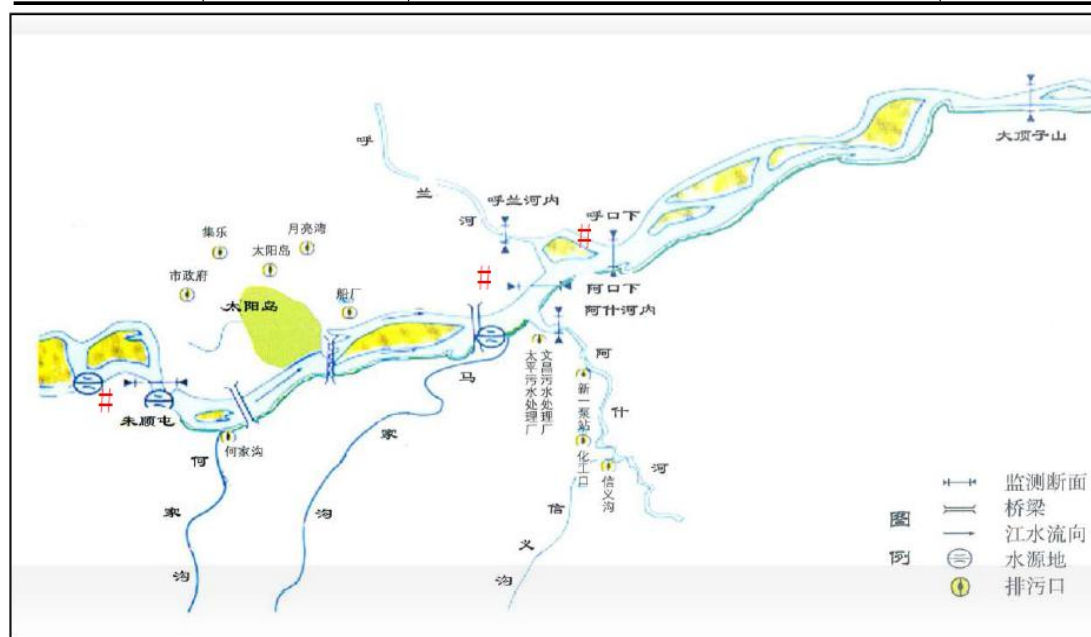 呼兰河
呼兰河内
呼口下
大顶子山
#
#
#
集乐
月亮湾
太阳岛
市政府
太阳岛
船厂
阿口下
阿什河内
朱顺屯
何家沟
何家沟
马家沟
文昌污水处理厂
太平污水处理厂
新一泵站
化工口
信义沟
信义沟
阿什河
图例
监测断面
桥梁
江水流向
水源地
排污口